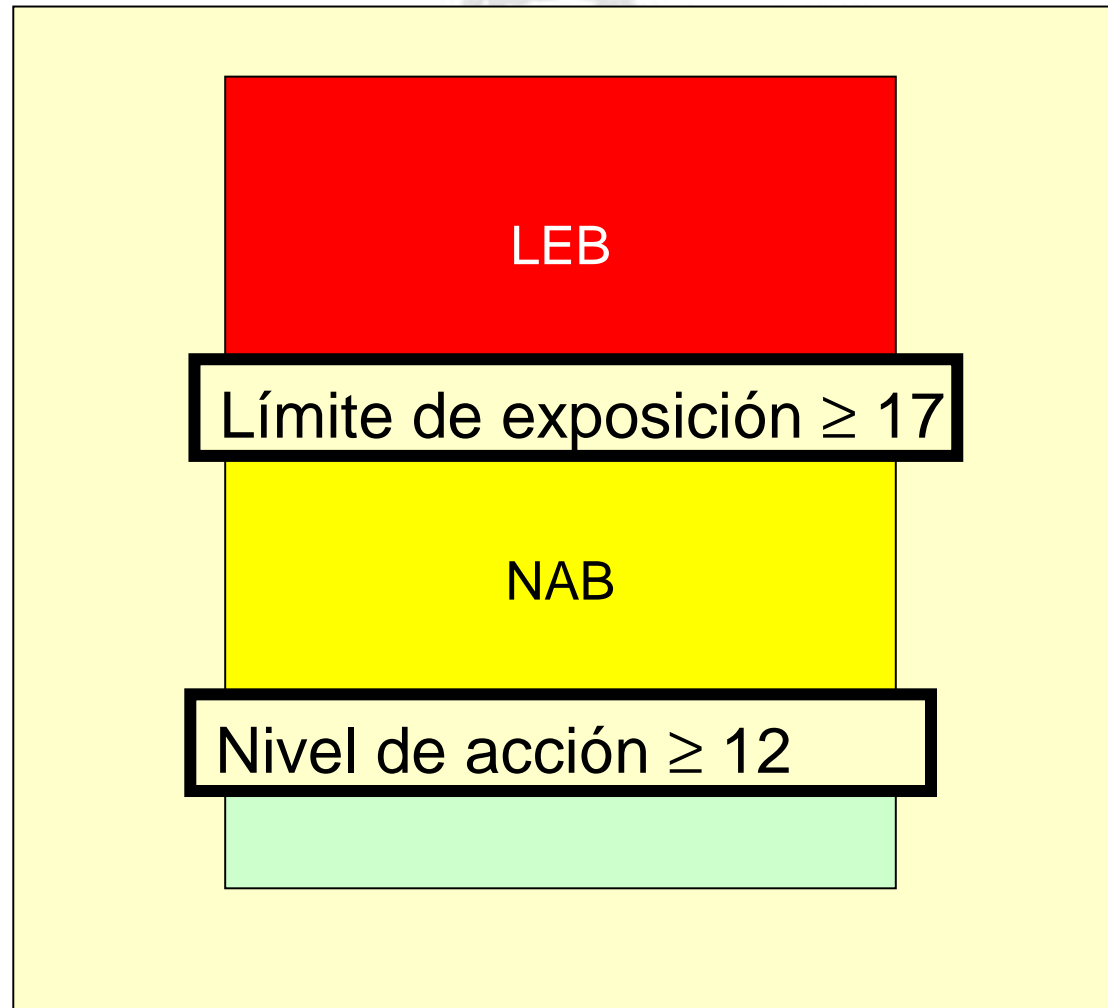 LEB
Límite de exposición ≥ 17
NAB
Nivel de acción ≥ 12